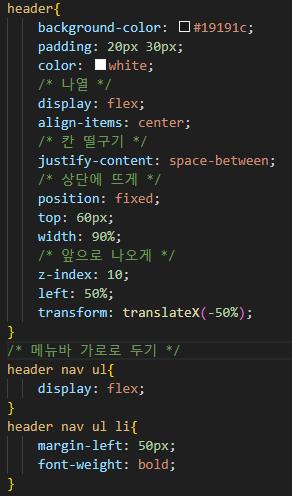 header{
background-color: #19191c;
padding: 20px 30px;
color: white;
/* 나열 */
display: flex;
align-items: center;
/* 칸 떨구기 */
justify-content: space-between;
/* 상단에 뜨게 */
position: fixed;
top: 60px;
width: 90%;
/* 앞으로 나오게 */
z-index: 10;
left: 50%;
transform: translateX(-50%);
}
/* 메뉴바 가로로 두기 */
header nav ul{
display: flex;
}
header nav ul li{
margin-left: 50px;
font-weight: bold;
}